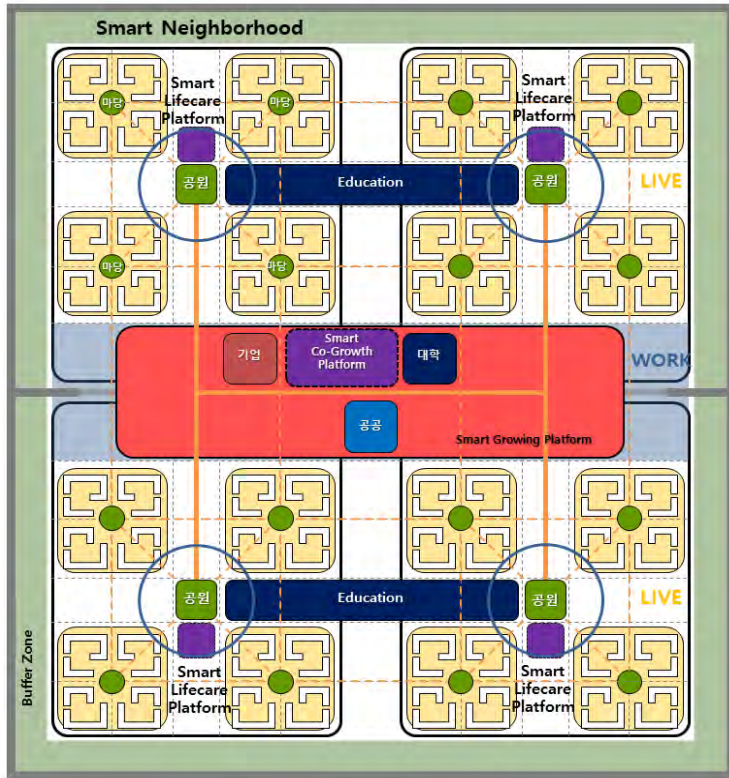 Smart Neighborhood
Smart
Lifecare
Platform
Smart
Lifecare
Platform
마당
마당
공원
Education
공원
LIVE
마당
마당
기업
Smart
Co-Growth
Platform
대학
WORK
공공
Smart Growing Platform
공원
Education
공원
LIVE
Smart
Lifecare
Platform
Smart
Lifecare
Platform
Buffer Zone